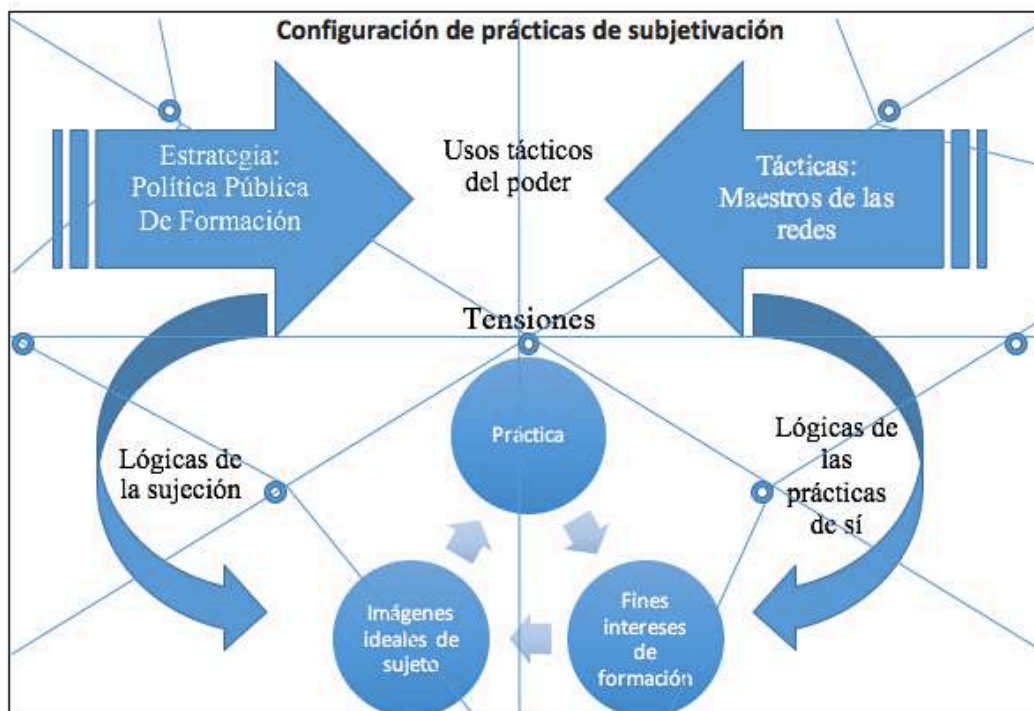 Configuración de prácticas de subjetivación
Estrategia:
Política Pública
De Formación
Usos tácticos
del poder
Tácticas:
Maestros de las
redes
Tensiones
Práctica
Lógicas de
la sujeción
Lógicas de
las
prácticas
de sí
Imágenes
ideales de
sujeto
Fines
intereses
de
formación